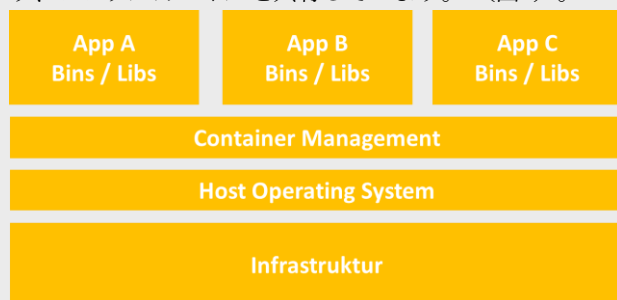 App A
Bins / Libs
App B
Bins / Libs
App C
Bins / Libs
Container Management
Host Operating System
Infrastruktur